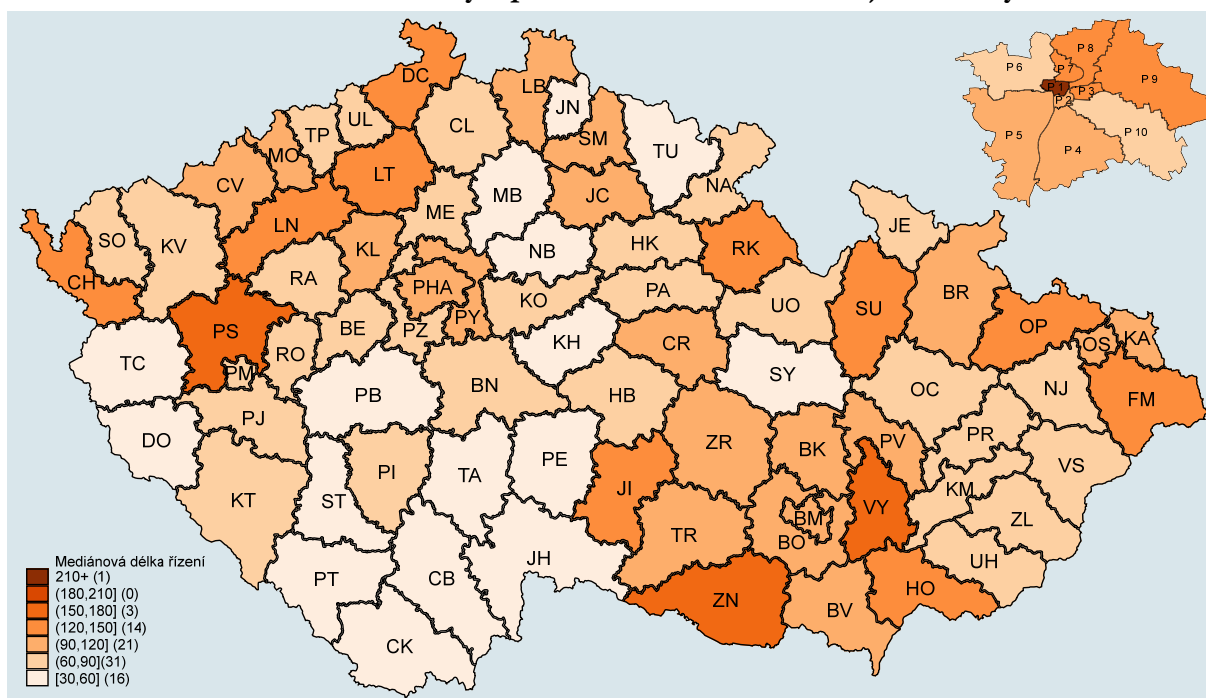 DC
LB
JN
UL
TP
CL
SM
TU
MO
LT
CV
MB
JC
NA
ME
LN
SO
KV
KL
HK
RK
JE
NB
CH
RA
PHA
KO
PA
UO
SU
BR
PS
BE
PZ
PY
OP
KA
OS
RO
KH
CR
TC
PM
SY
NJ
FM
PB
BN
HB
OC
PJ
DO
ZR
BK
PV
PR
VS
PI
TA
PE
KT
ST
JI
VY
KM
BM
ZL
TR
BO
UH
JH
PT
CB
ZN
BV
HO
CK
P 8
P 6
P 7
P 9
P 1
P 3
P 2
P 5
P 10
P 4
Mediánová délka řízení
210+ (1)
(180,210] (0)
(150,180] (3)
(120,150] (14)
(90,120] (21)
(60,90](31)
[30,60] (16)